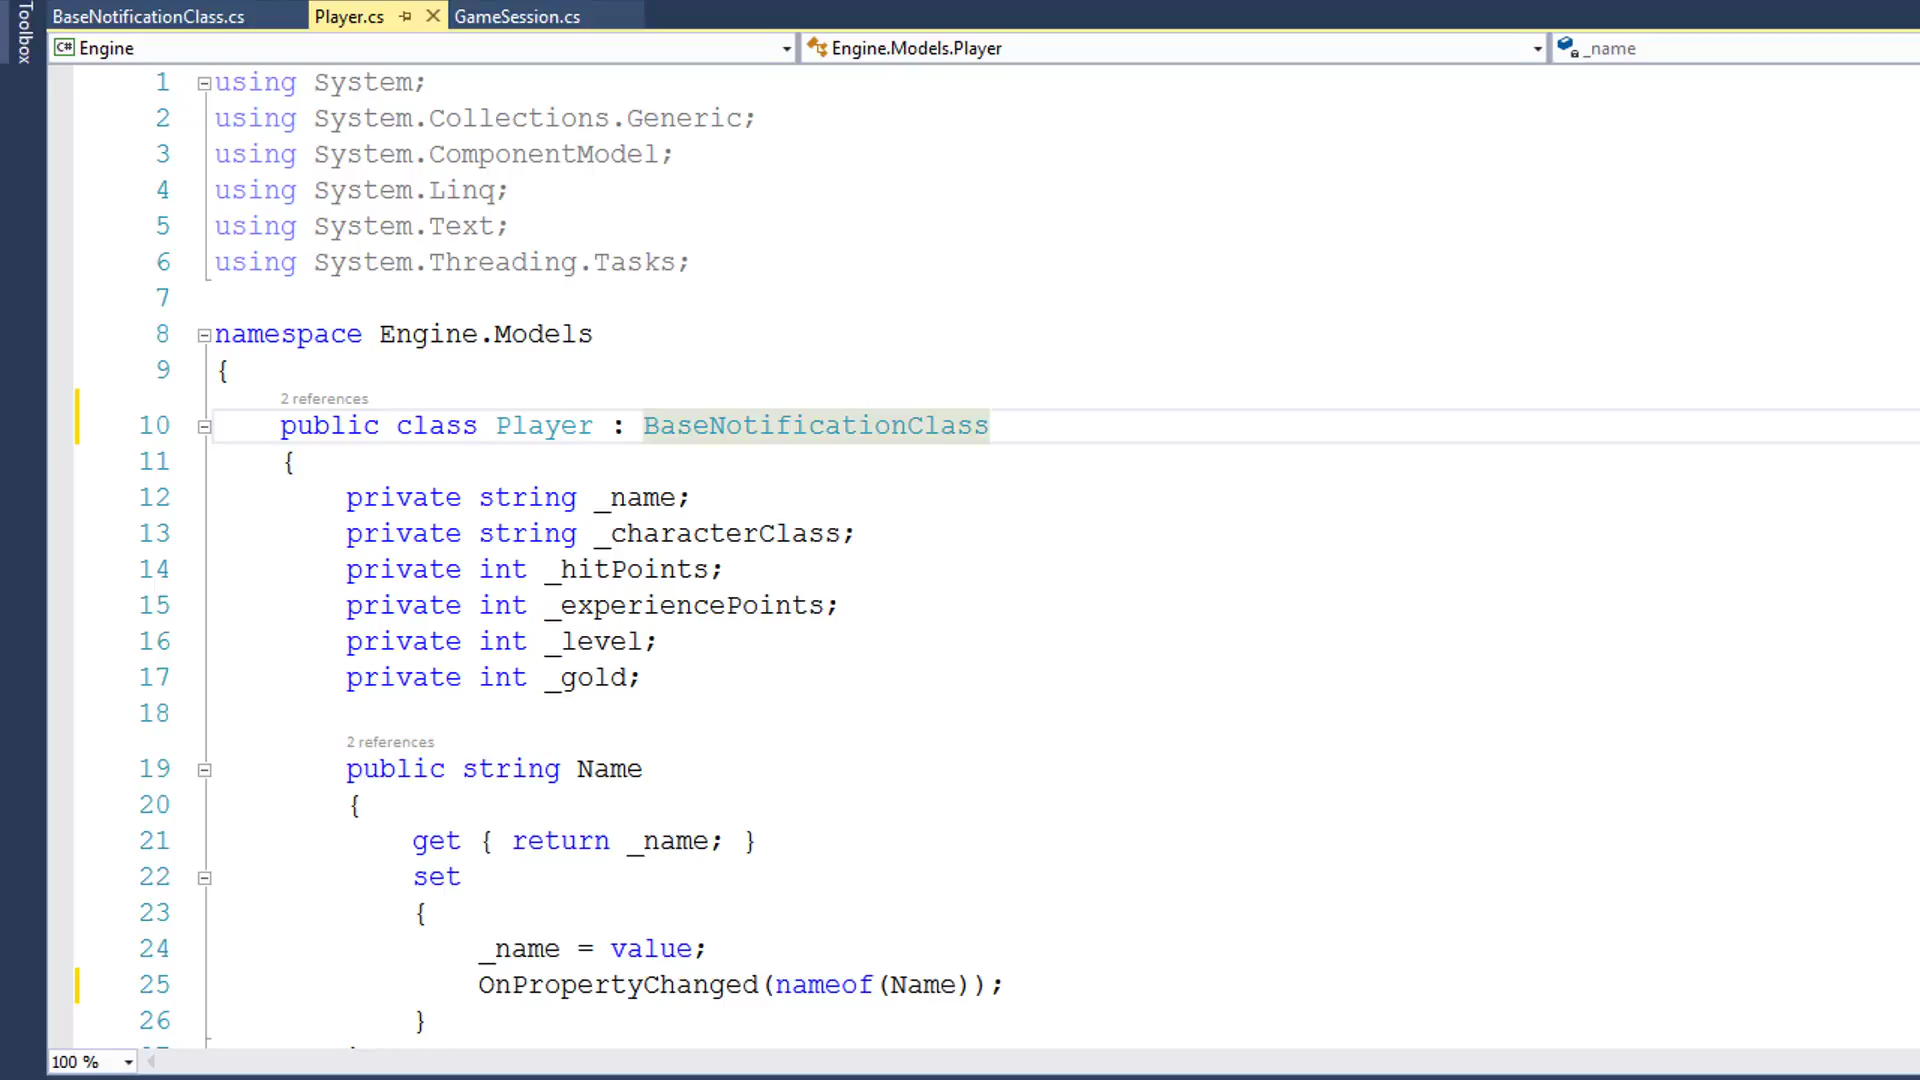 Toolbox
BaseNotificationClass.cs Player.cs GameSession.cs
C# Engine Engine.Models.Player _name
1 using System;
2 using System.Collections.Generic;
3 using System.ComponentModel;
4 using System.Linq;
5 using System.Text;
6 using System.Threading.Tasks;
7
8 namespace Engine.Models
9 {
2 references
10 public class Player : BaseNotificationClass
11 {
12 private string _name;
13 private string _characterClass;
14 private int _hitPoints;
15 private int _experiencePoints;
16 private int _level;
17 private int _gold;
18
2 references
19 public string Name
20 {
21 get { return _name; }
22 set
23 {
24 _name = value;
25 OnPropertyChanged(nameof(Name));
26 }
100 %